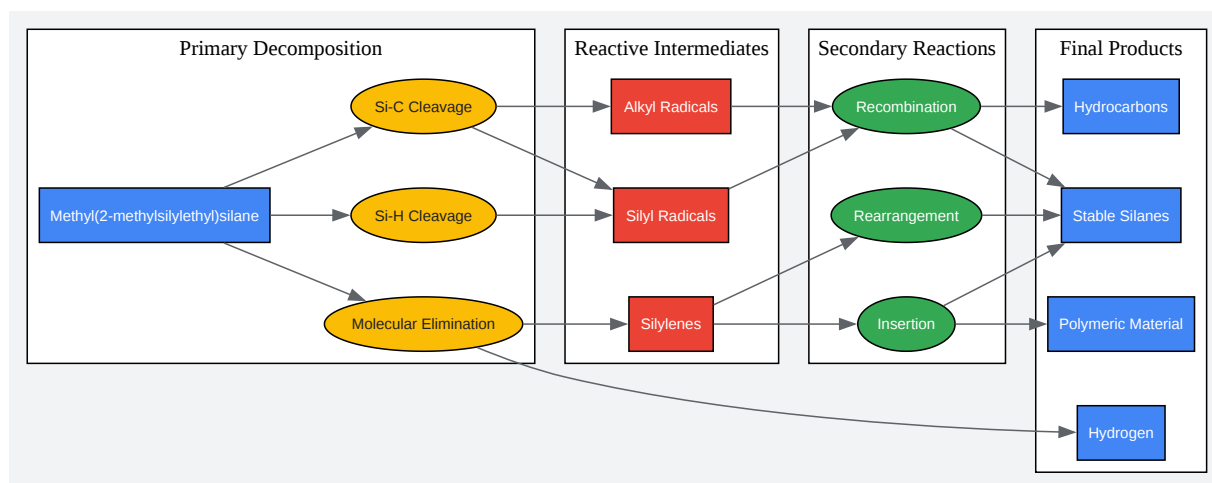 Primary Decomposition
Reactive Intermediates
Secondary Reactions
Final Products
Si-C Cleavage
Alkyl Radicals
Recombination
Hydrocarbons
Methyl(2-methylsilylethyl)silane
Si-H Cleavage
Silyl Radicals
Rearrangement
Stable Silanes
Molecular Elimination
Silylenes
Insertion
Polymeric Material
Hydrogen